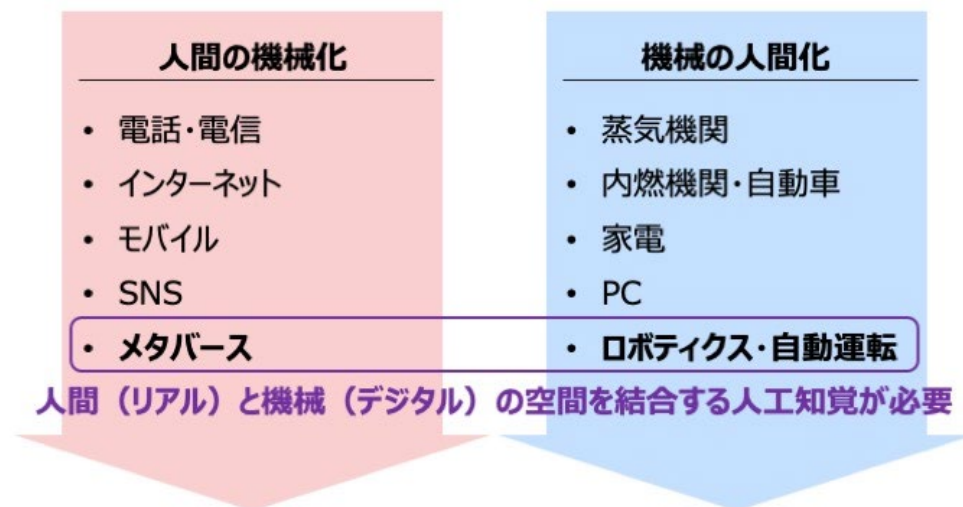 人間の機械化
• 電話・電信
• インターネット
• モバイル
• SNS
• メタバース
機械の人間化
• 蒸気機関
• 内燃機関・自動車
• 家電
• PC
• ロボティクス・自動運転
人間（リアル）と機械（デジタル）の空間を結合する人工知覚が必要